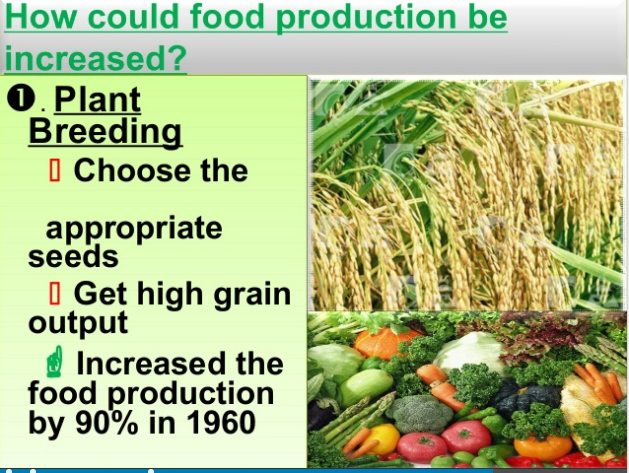 How could food production be
increased?
❶. Plant
Breeding
▯ Choose the
appropriate
seeds
▯ Get high grain
output
☝ Increased the
food production
by 90% in 1960